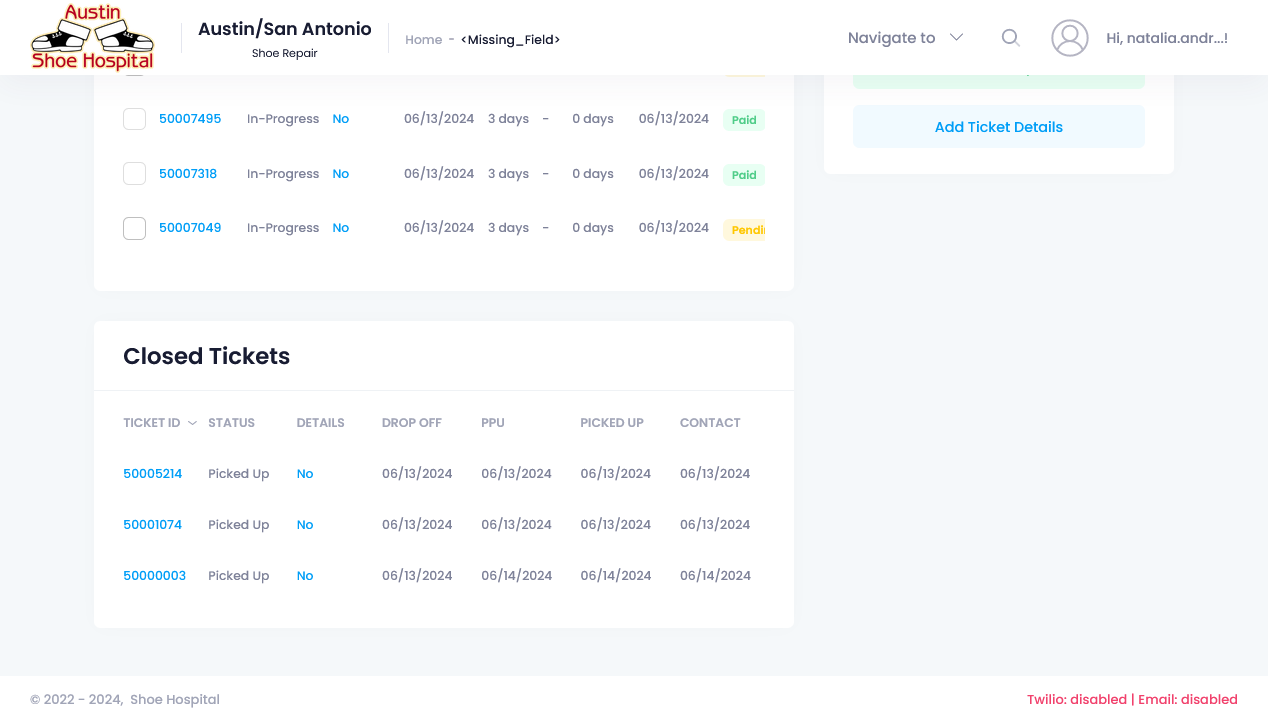 Austin
Shoe Hospital
Austin/San Antonio
Shoe Repair
Home - <Missing_Field>
Navigate to
Hi, natalia.andr...!
50007495 In-Progress No 06/13/2024 3 days - 0 days 06/13/2024 Paid
50007318 In-Progress No 06/13/2024 3 days - 0 days 06/13/2024 Paid
50007049 In-Progress No 06/13/2024 3 days - 0 days 06/13/2024 Pendi
Add Ticket Details
Closed Tickets
TICKET ID STATUS DETAILS DROP OFF PPU PICKED UP CONTACT
50005214 Picked Up No 06/13/2024 06/13/2024 06/13/2024 06/13/2024
50001074 Picked Up No 06/13/2024 06/13/2024 06/13/2024 06/13/2024
50000003 Picked Up No 06/13/2024 06/14/2024 06/14/2024 06/14/2024
© 2022 - 2024, Shoe Hospital
Twilio: disabled | Email: disabled